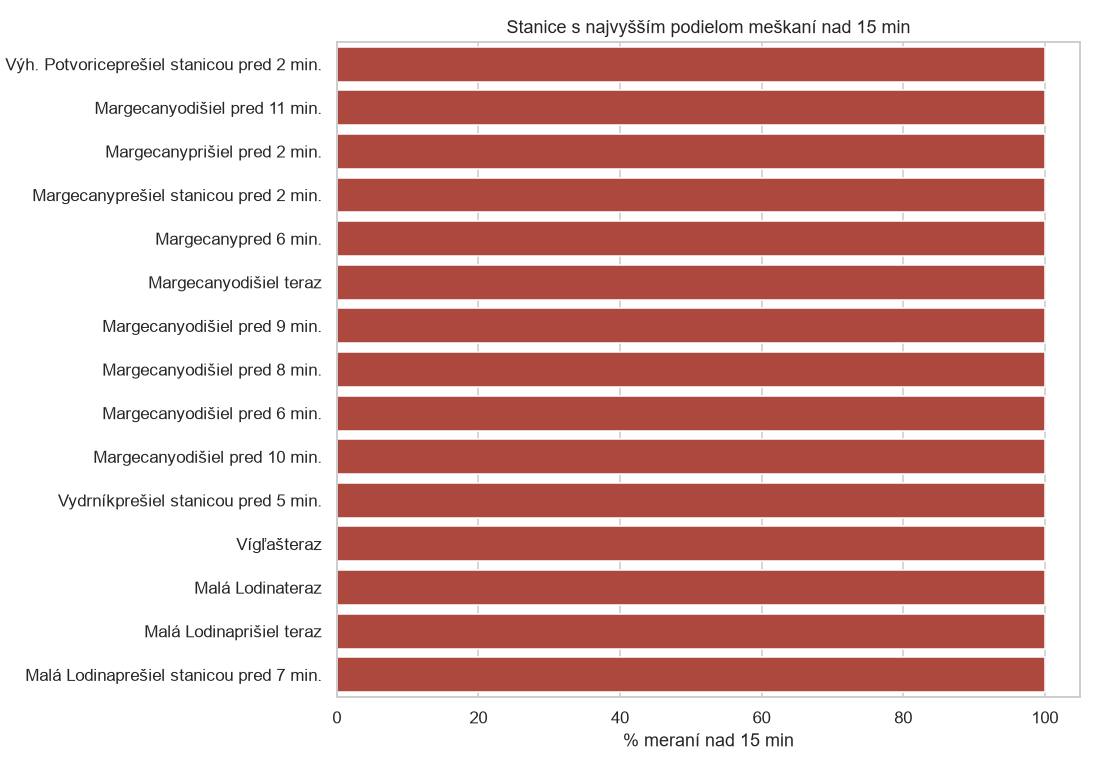 Stanice s najvyšším podielom meškaní nad 15 min
Výh. Potvoriceprešiel stanicou pred 2 min.
Margecanyodišiel pred 11 min.
Margecanyprišiel pred 2 min.
Margecanyprešiel stanicou pred 2 min.
Margecanypred 6 min.
Margecanyodišiel teraz
Margecanyodišiel pred 9 min.
Margecanyodišiel pred 8 min.
Margecanyodišiel pred 6 min.
Margecanyodišiel pred 10 min.
Vydrníkprešiel stanicou pred 5 min.
Vígľašteraz
Malá Lodinateraz
Malá Lodinaprišiel teraz
Malá Lodinaprešiel stanicou pred 7 min.
0 20 40 60 80 100
% meraní nad 15 min